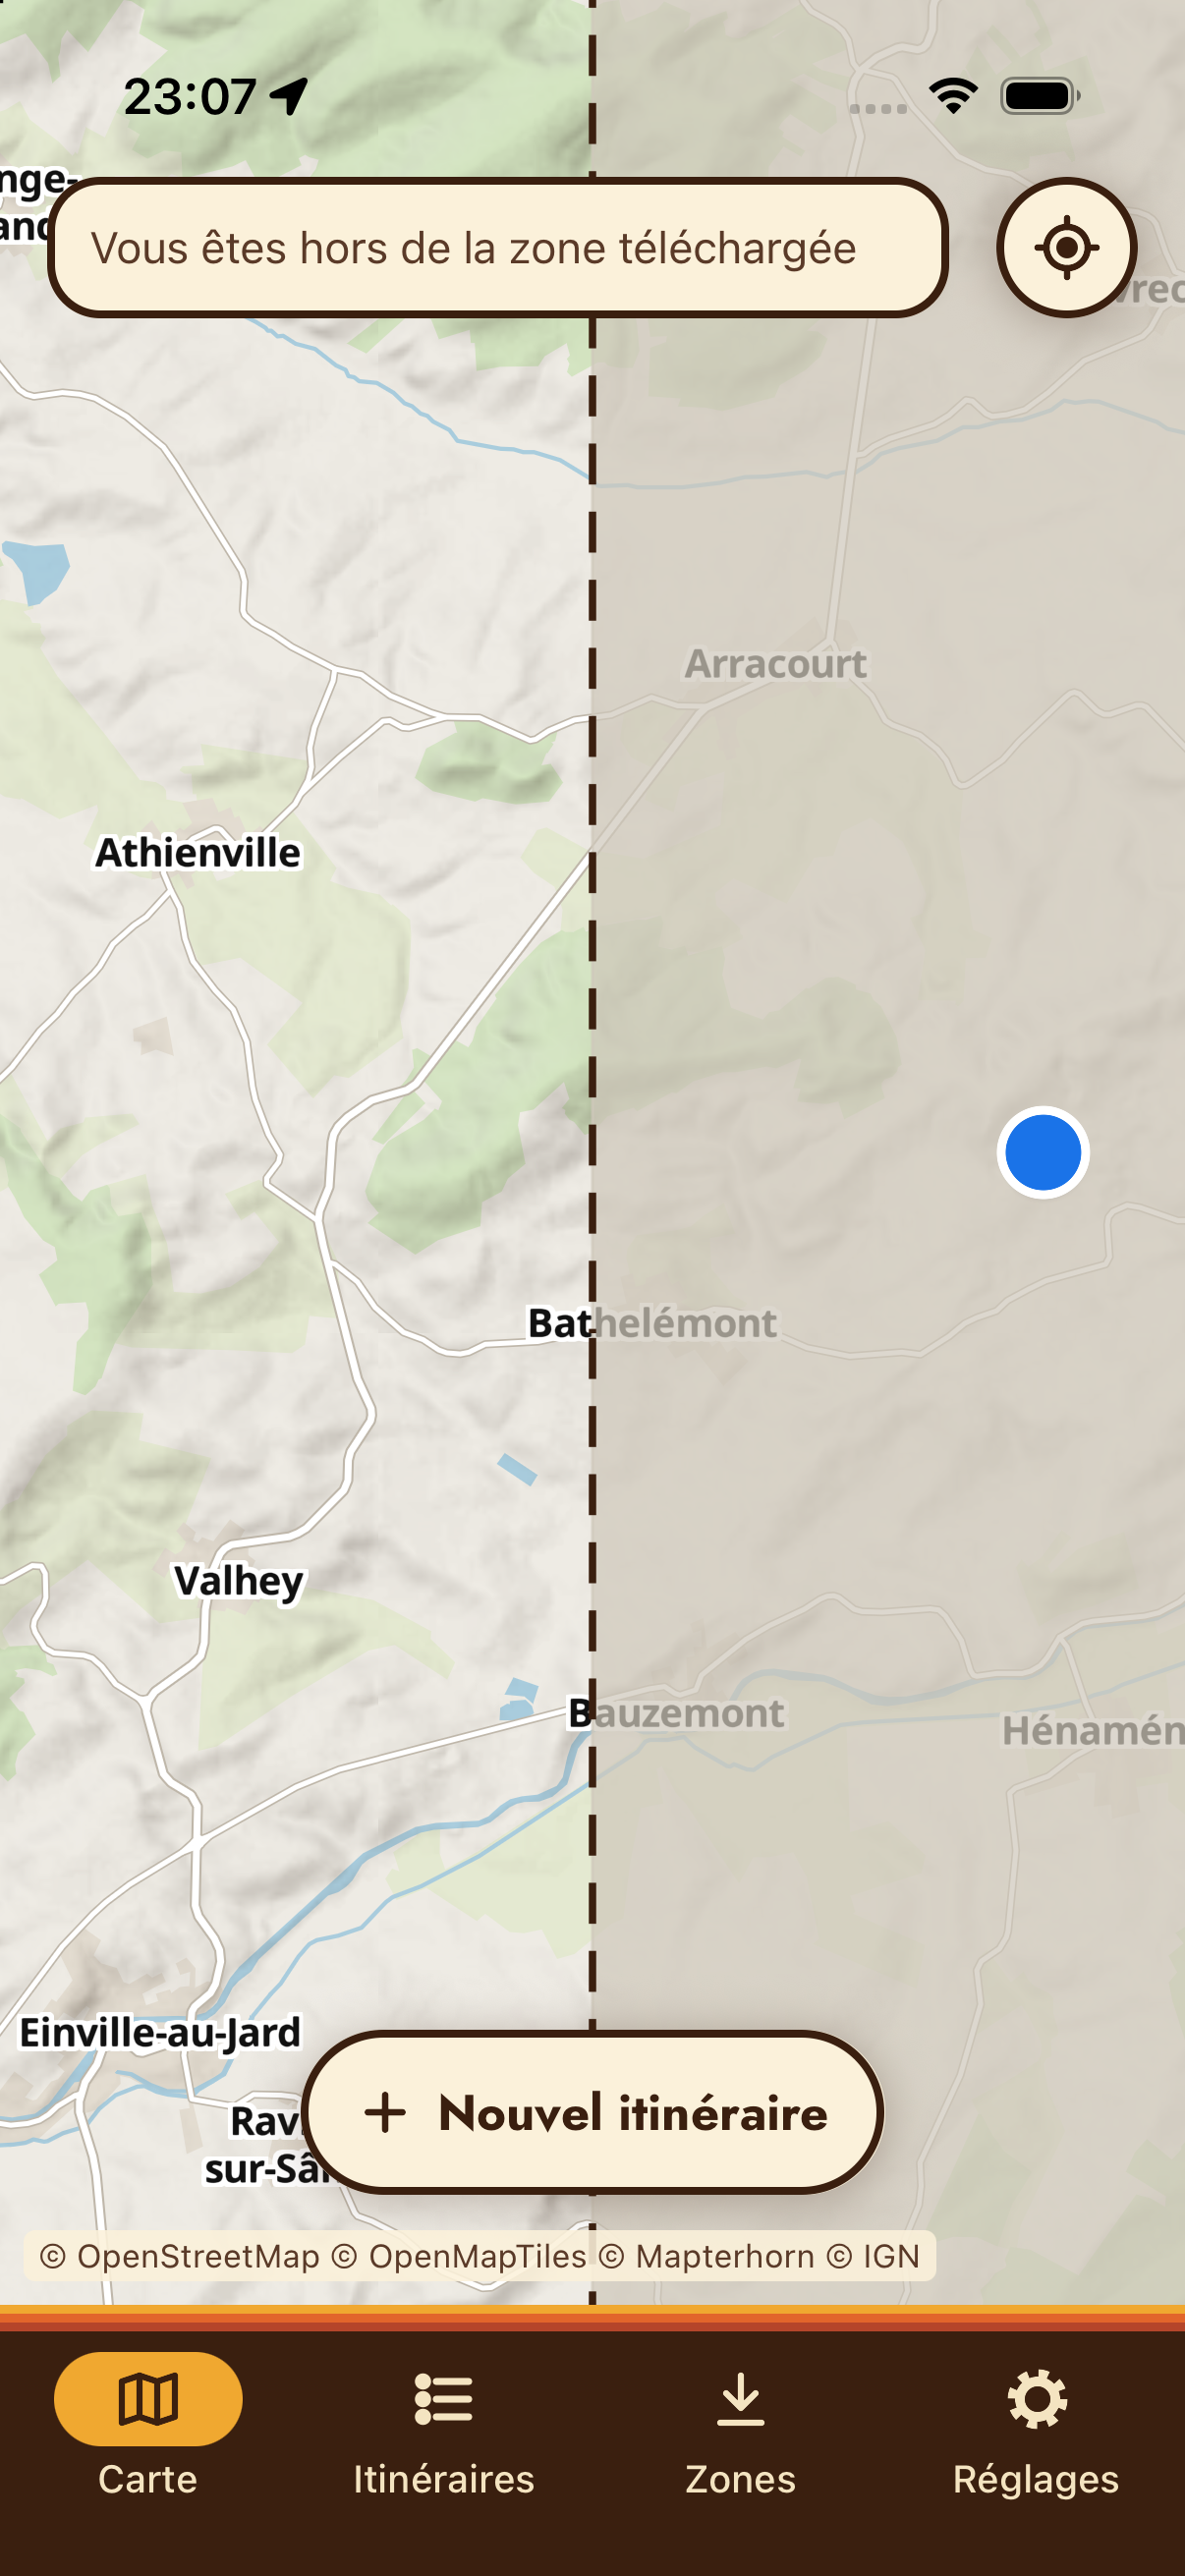 23:07
Vous êtes hors de la zone téléchargée
Arracourt
Athienville
Bathelémont
Valhey
Bauzemont
Einville-au-Jard
Nouvel itinéraire
© OpenStreetMap © OpenMapTiles © Mapterhorn © IGN
Carte
Itinéraires
Zones
Réglages